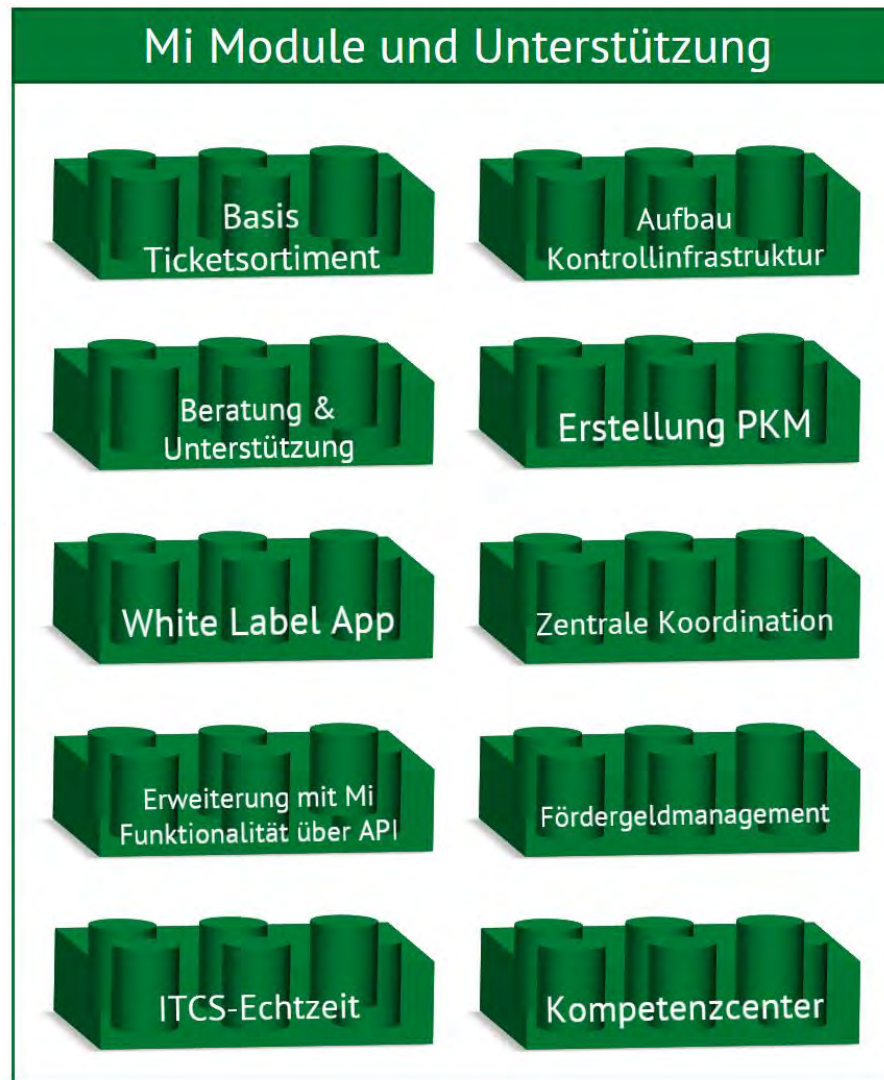 Mi Module und Unterstützung
Basis
Ticketsortiment
Aufbau
Kontrollinfrastruktur
Beratung &
Unterstützung
Erstellung PKM
White Label App
Zentrale Koordination
Erweiterung mit Mi
Funktionalität über API
Fördergeldmanagement
ITCS-Echtzeit
Kompetenzcenter